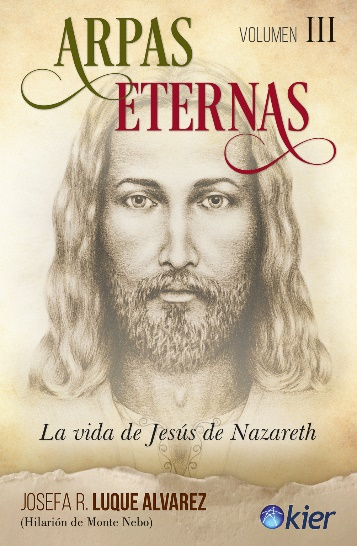 ARPAS
VOLUMEN III
ETERNAS
La vida de Jesús de Nazareth
JOSEFA R. LUQUE ALVAREZ
(Hilarión de Monte Nebo)
kier